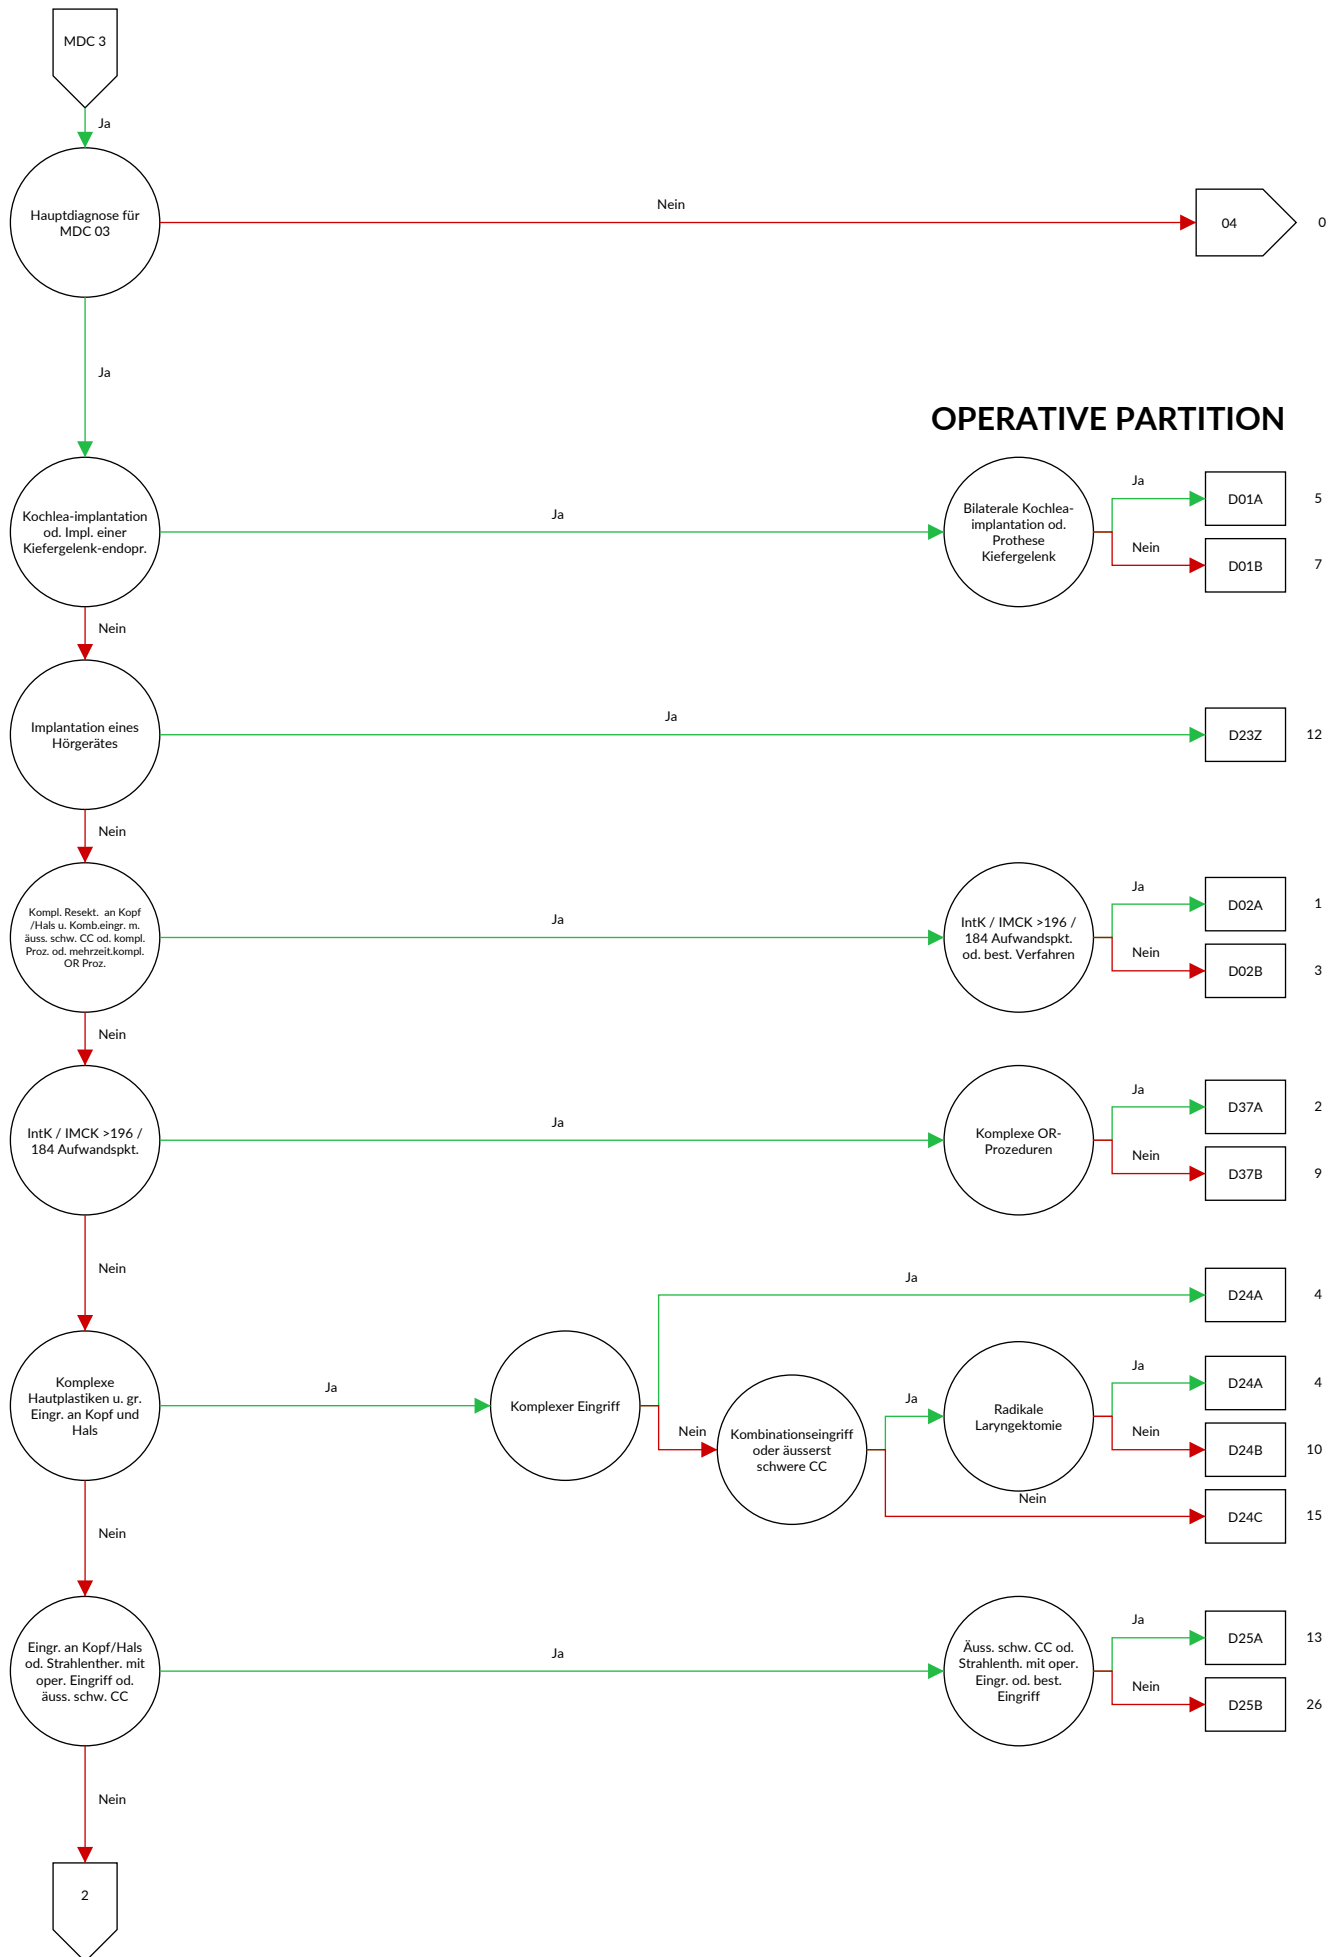 MDC 3
Ja
Hauptdiagnose für
MDC 03
Nein
04
0
Ja
OPERATIVE PARTITION
Kochlea-implantation
od. Impl. einer
Kiefergelenk-endopr.
Ja
Bilaterale Kochlea-
implantation od.
Prothese
Kiefergelenk
Ja
D01A
5
Nein
D01B
7
Nein
Implantation eines
Hörgerätes
Ja
D23Z
12
Nein
Kompl. Resekt. an Kopf
/Hals u. Komb.eingr. m.
äuss. schw. CC od. kompl.
Proz. od. mehrzeit.kompl.
OR Proz.
Ja
IntK / IMCK >196 /
184 Aufwandspkt.
od. best. Verfahren
Ja
D02A
1
Nein
D02B
3
Nein
IntK / IMCK >196 /
184 Aufwandspkt.
Ja
Komplexe OR-
Prozeduren
Ja
D37A
2
Nein
D37B
9
Nein
Komplexe
Hautplastiken u. gr.
Eingr. an Kopf und
Hals
Ja
Komplexer Eingriff
Ja
D24A
4
Nein
Kombinationseingriff
oder äusserst
schwere CC
Ja
Radikale
Laryngektomie
Ja
D24A
4
Nein
D24B
10
Nein
D24C
15
Nein
Eingr. an Kopf/Hals
od. Strahlenther. mit
oper. Eingriff od.
äuss. schw. CC
Ja
Äuss. schw. CC od.
Strahlenth. mit oper.
Eingr. od. best.
Eingriff
Ja
D25A
13
Nein
D25B
26
Nein
2